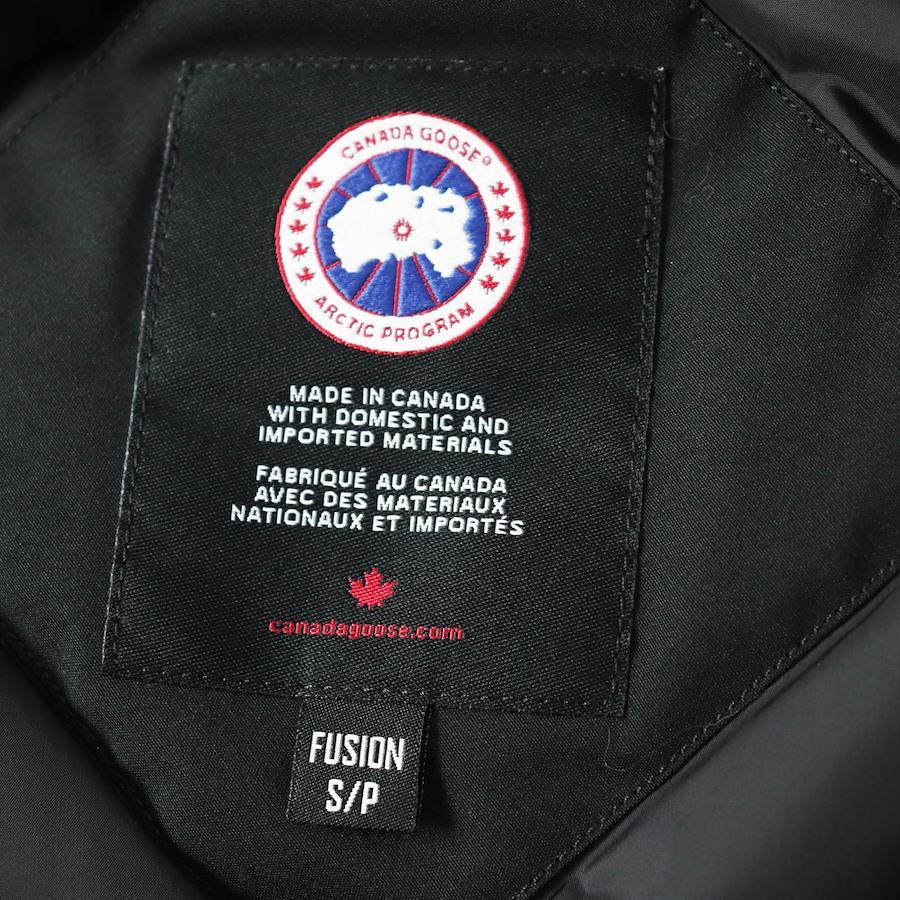 CANADA GOOSE®
ARCTIC PROGRAM
MADE IN CANADA
WITH DOMESTIC AND
IMPORTED MATERIALS
FABRIQUÉ AU CANADA
AVEC DES MATERIAUX
NATIONAUX ET IMPORTÉS
canadagoose.com
FUSION
S/P